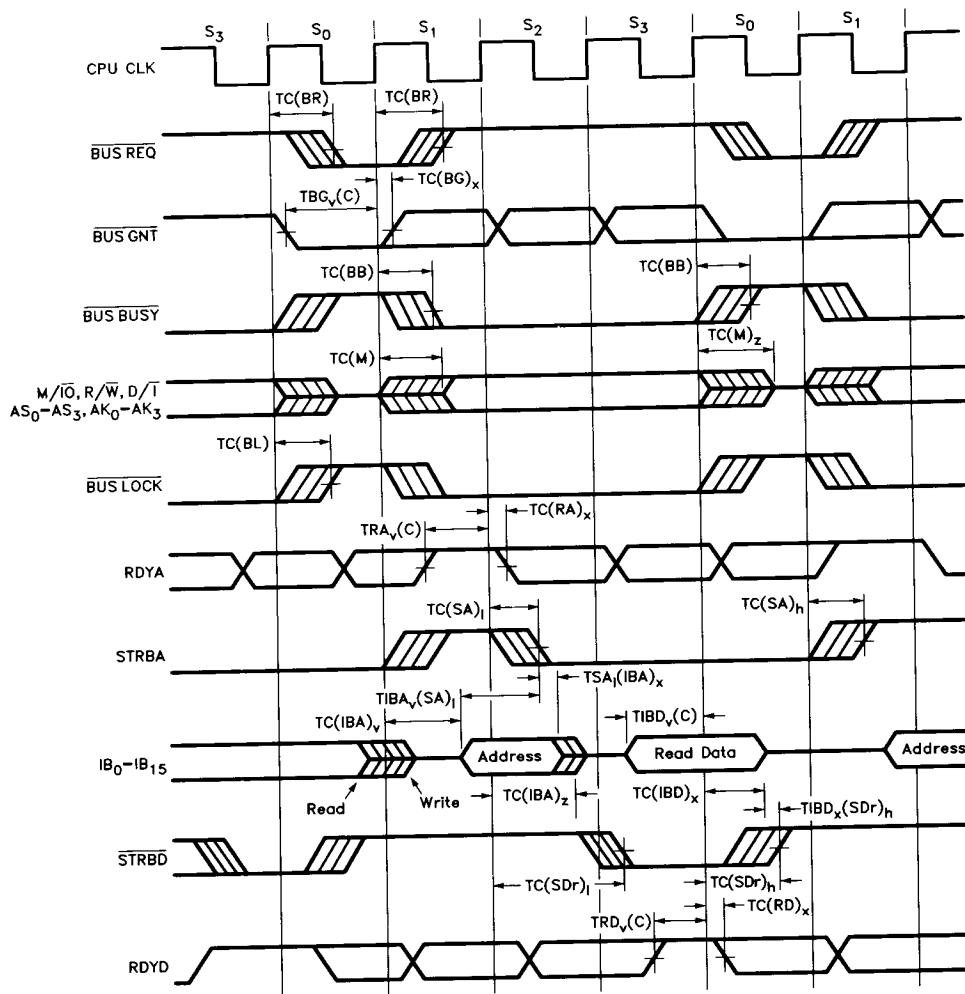 S3 S0 S1 S2 S3 S0 S1
CPU CLK
TC(BR) TC(BR)
BUS REQ
TC(BG)x
TBGv(C)
BUS GNT
TC(BB) TC(BB)
BUS BUSY
TC(M) TC(M)z
M/IO, R/W, D/I
AS0–AS3, AK0–AK3
TC(BL)
BUS LOCK
TRAv(C) TC(RA)x
RDYA
TC(SA)l TC(SA)h
STRBA
TSAl(IBA)x
TIBAv(SA)l
TC(IBA)v TIBDv(C)
IB0–IB15 Address Read Data Address
Read Write TC(IBA)z TC(IBD)x
TIBDx(SDr)h
STRBD
TC(SDr)l TC(SDr)h
TRDv(C) TC(RD)x
RDYD